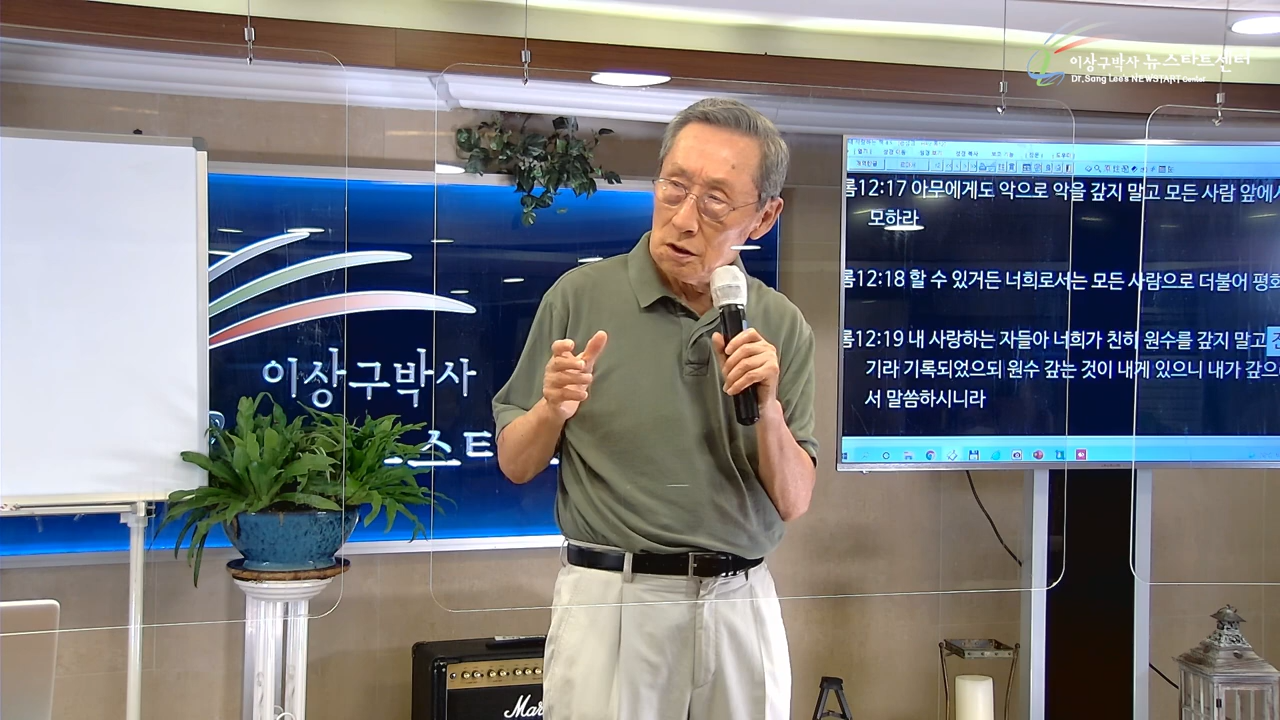 이상구박사 뉴스타트센터
Dr. Sang Lee's NEWSTART Center
롬12:17 아무에게도 악으로 악을 갚지 말고 모든 사람 앞에
모하라
롬12:18 할 수 있거든 너희로서는 모든 사람으로 더불어 평화
롬12:19 내 사랑하는 자들아 너희가 친히 원수를 갚지 말고
기라 기록되었으되 원수 갚는 것이 내게 있으니 내가 갚으
서 말씀하시니라
이상구박사
스타
Mar